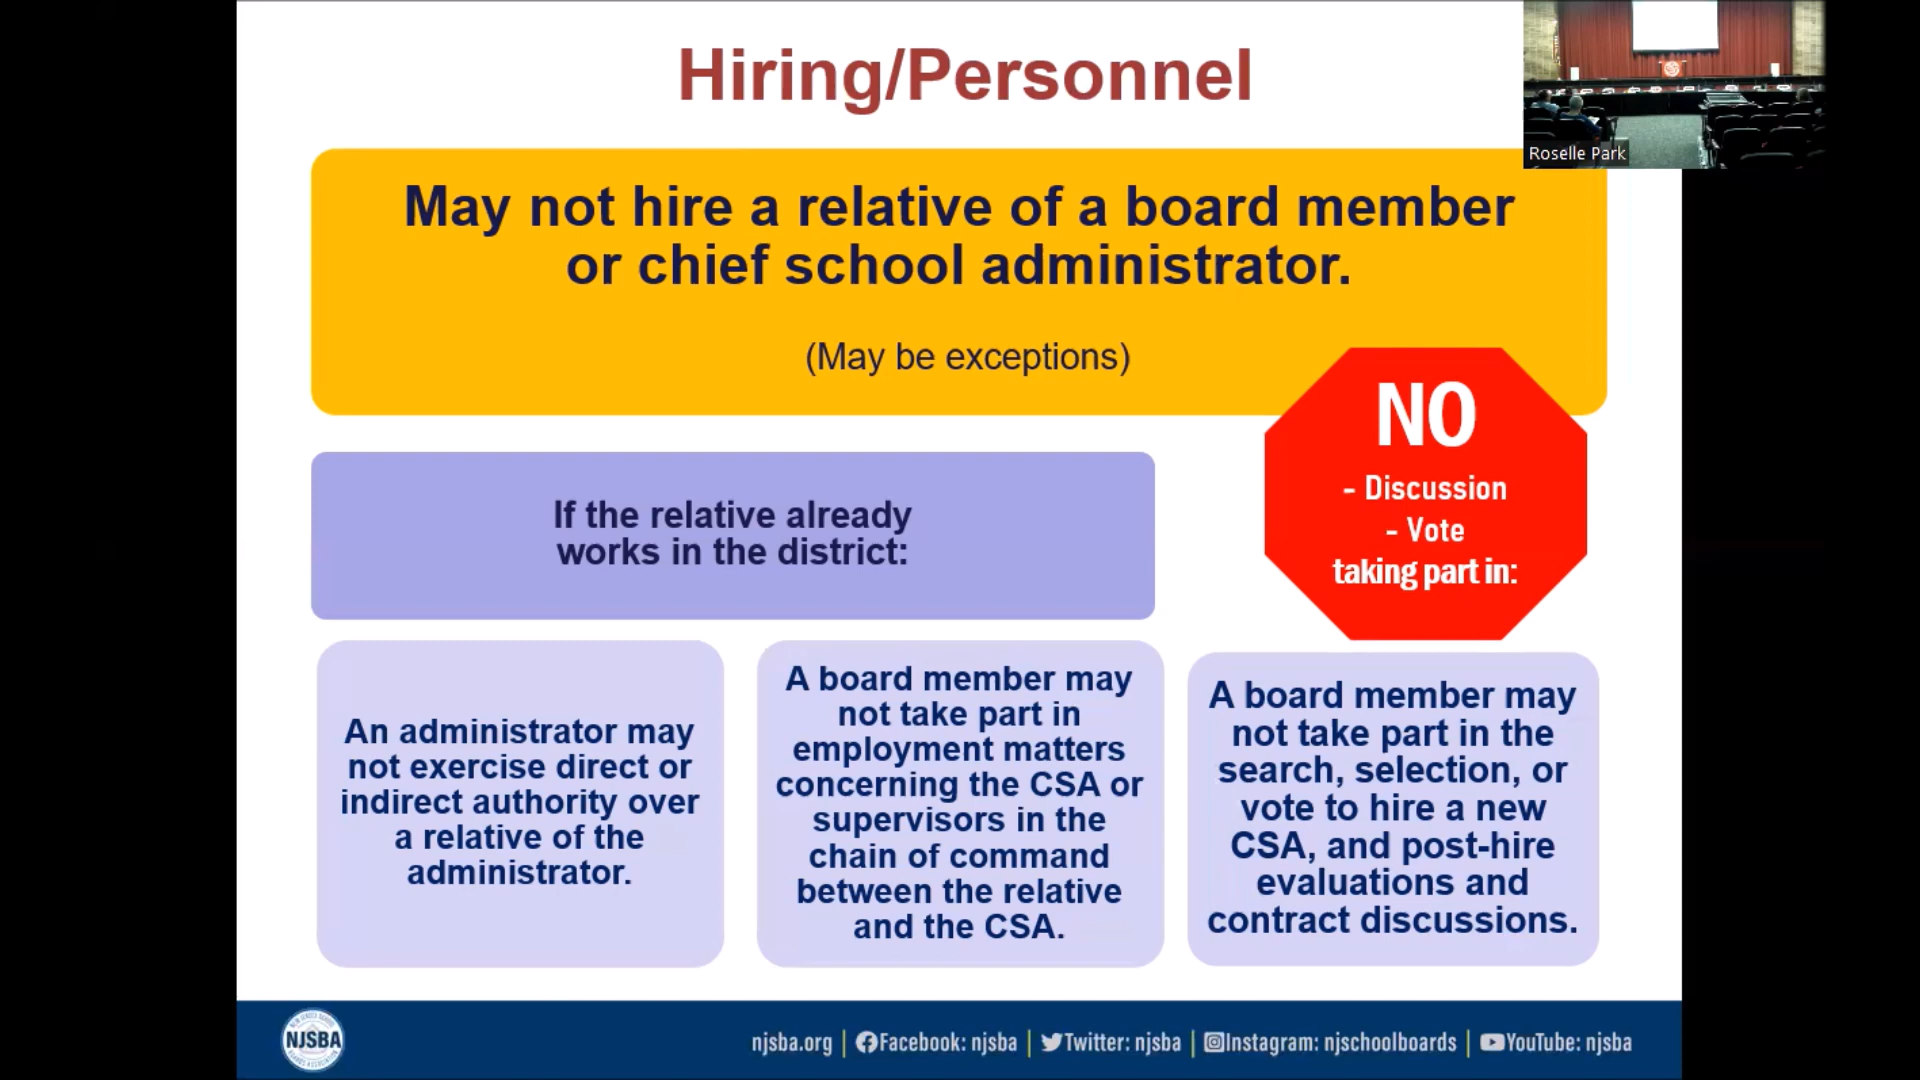 Hiring/Personnel
Roselle Park
May not hire a relative of a board member
or chief school administrator.
(May be exceptions)
NO
- Discussion
- Vote
taking part in:
If the relative already
works in the district:
An administrator may
not exercise direct or
indirect authority over
a relative of the
administrator.
A board member may
not take part in
employment matters
concerning the CSA or
supervisors in the
chain of command
between the relative
and the CSA.
A board member may
not take part in the
search, selection, or
vote to hire a new
CSA, and post-hire
evaluations and
contract discussions.
NJSBA
njsba.org | Facebook: njsba | Twitter: njsba | Instagram: njschoolboards | YouTube: njsba